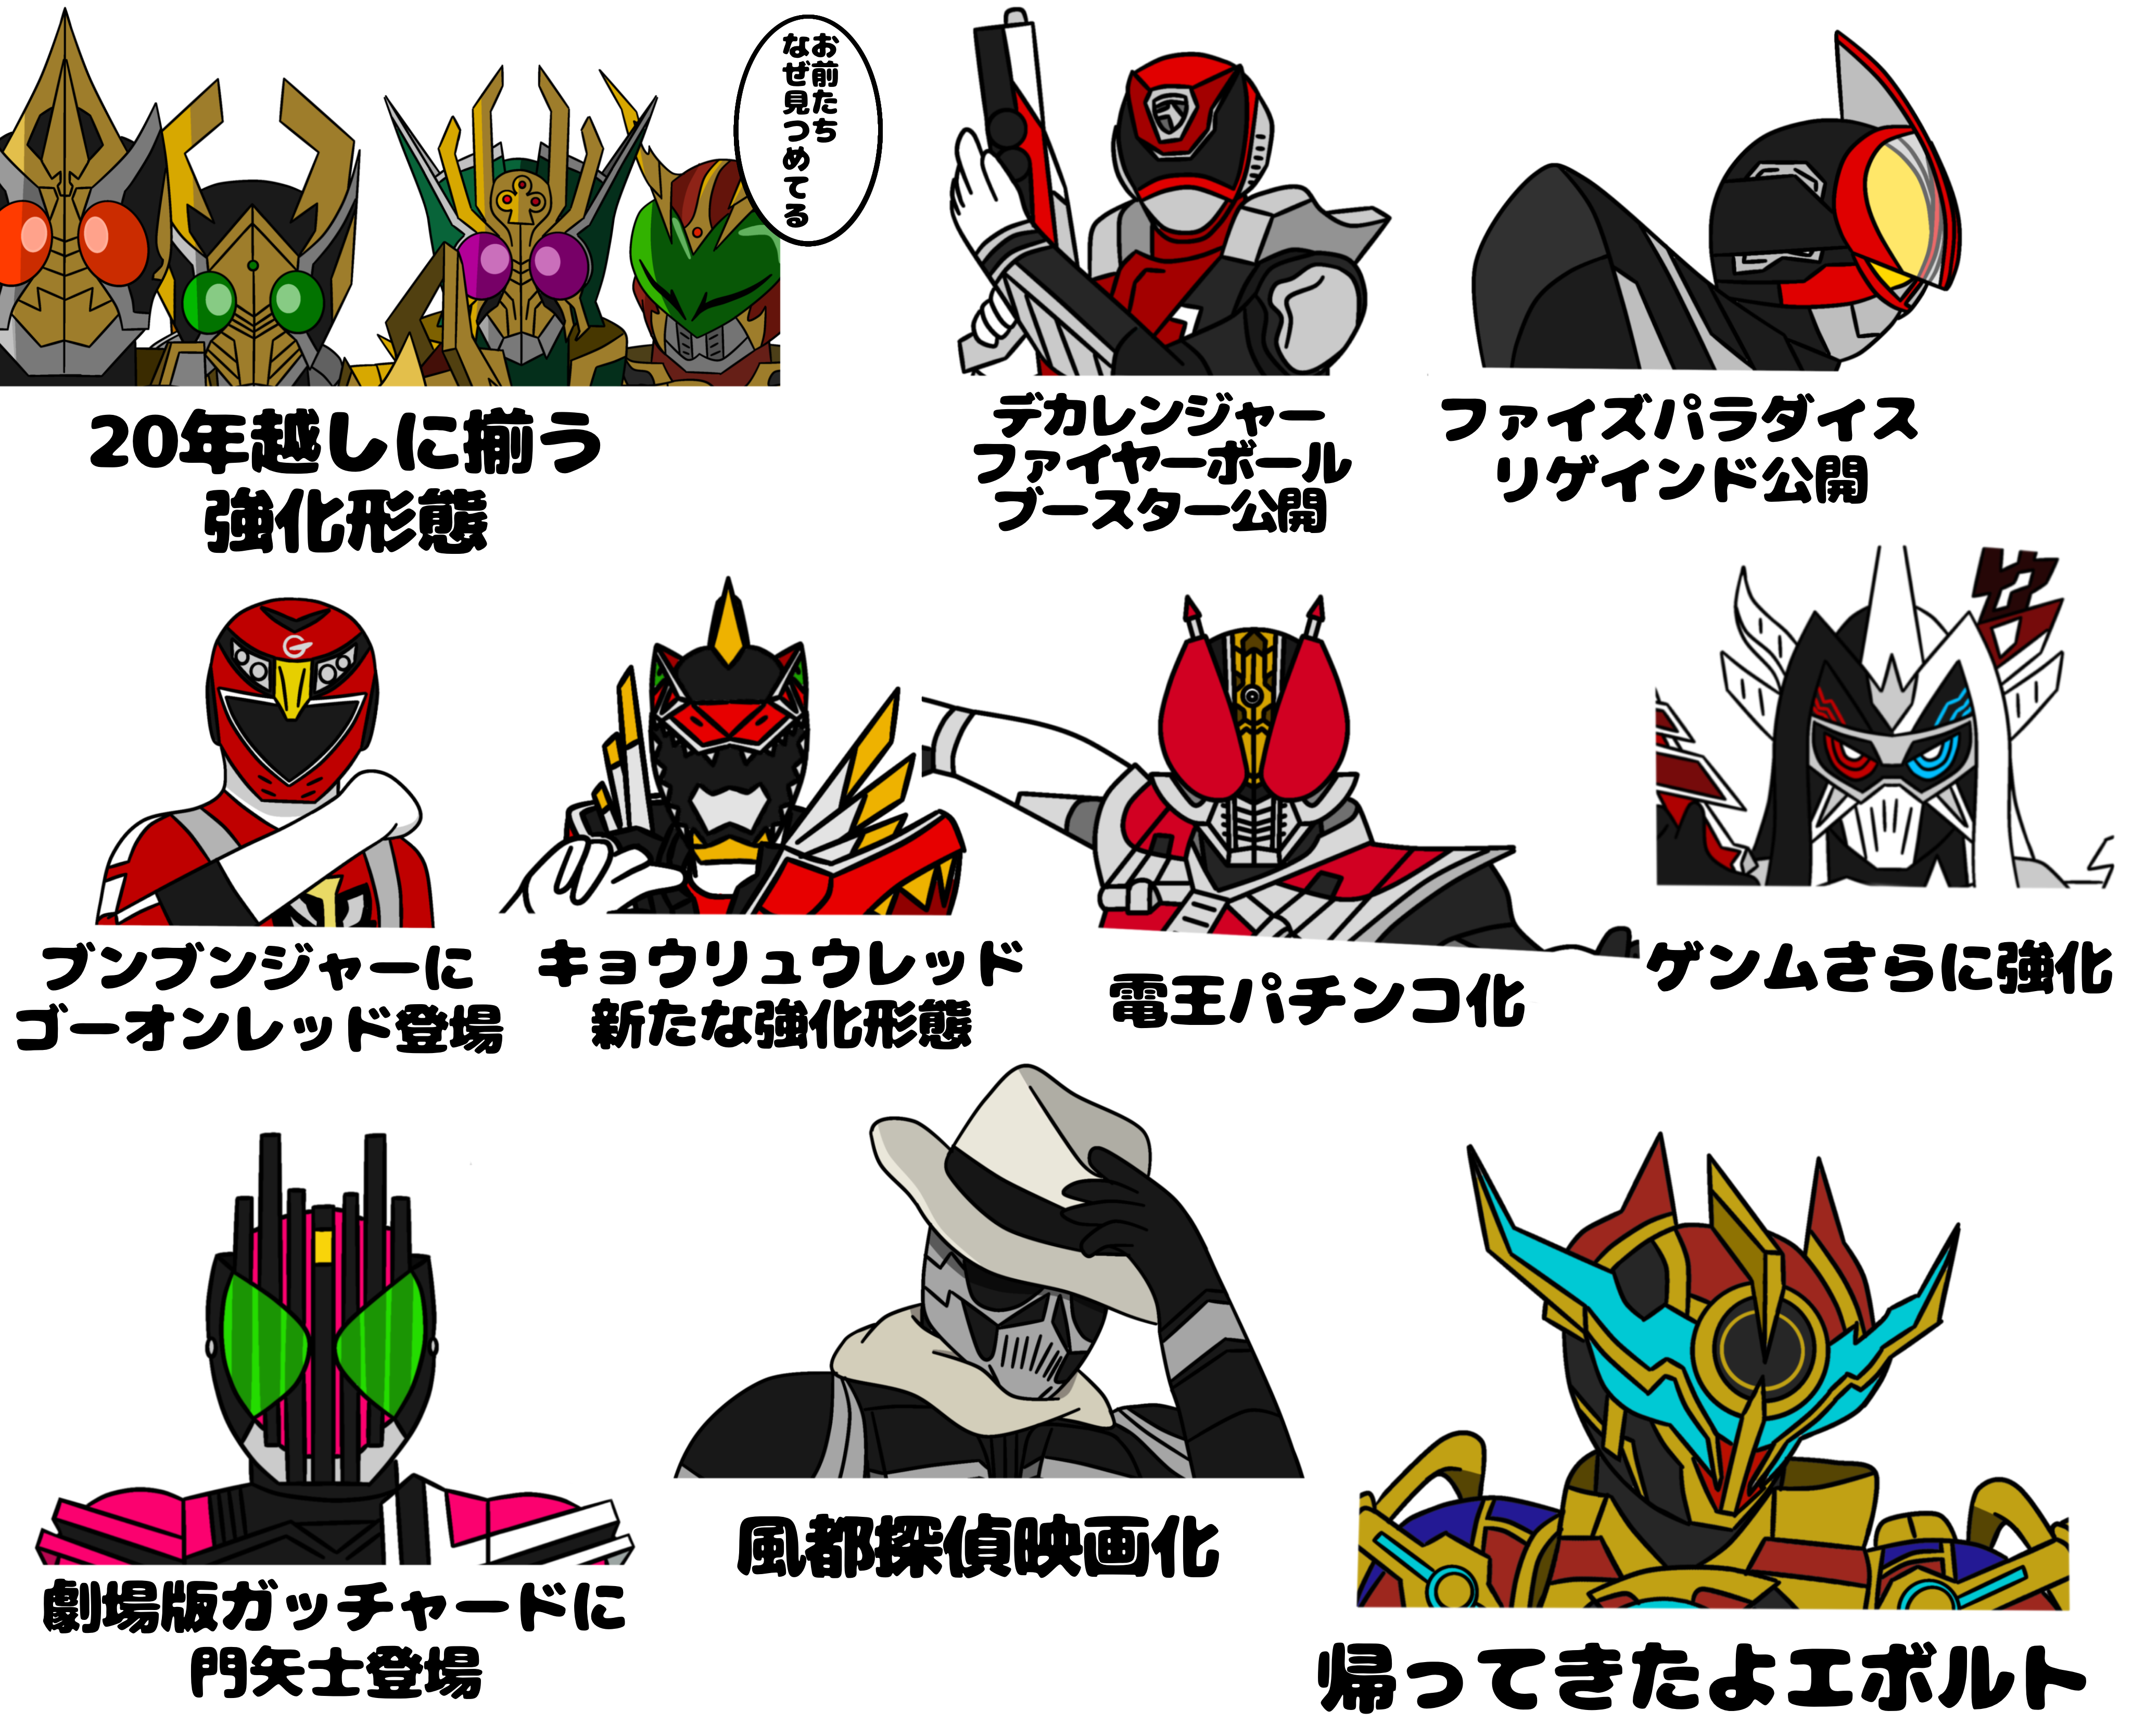 お前たち
なぜ見つめてる
20年越しに揃う
強化形態
デカレンジャー
ファイヤーボール
ブースター公開
ファイズパラダイス
リゲインド公開
ブンブンジャーに
ゴーオンレッド登場
キョウリュウレッド
新たな強化形態
電王パチンコ化
ゲンムさらに強化
劇場版ガッチャードに
門矢士登場
風都探偵映画化
帰ってきたよエボルト